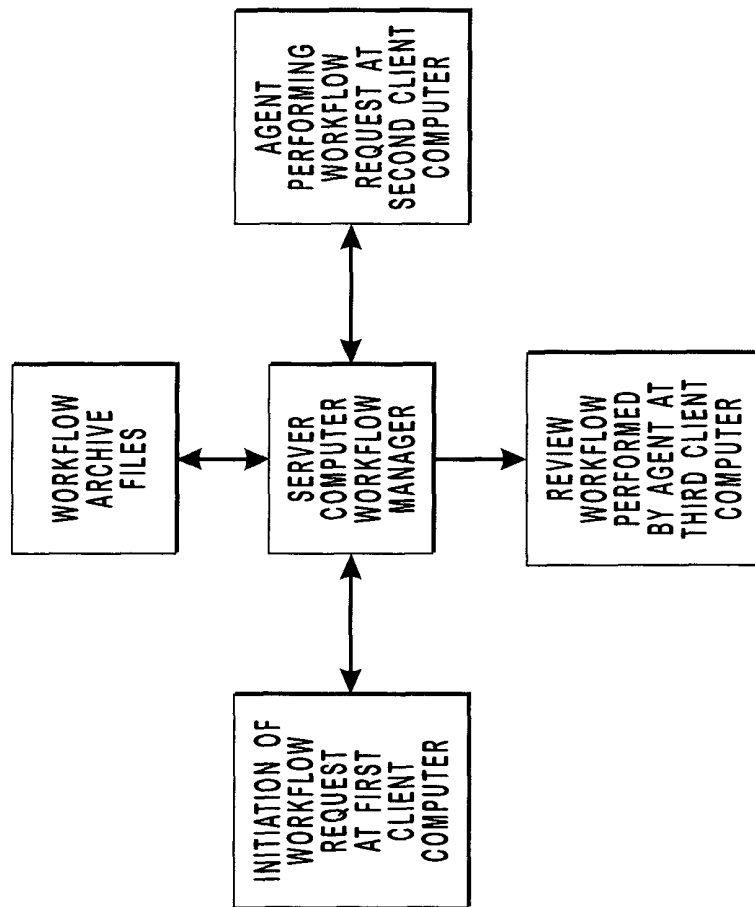 WORKFLOW
ARCHIVE
FILES
INITIATION OF
WORKFLOW
REQUEST
AT FIRST
CLIENT
COMPUTER
SERVER
COMPUTER
WORKFLOW
MANAGER
AGENT
PERFORMING
WORKFLOW
REQUEST AT
SECOND CLIENT
COMPUTER
REVIEW
WORKFLOW
PERFORMED
BY AGENT AT
THIRD CLIENT
COMPUTER